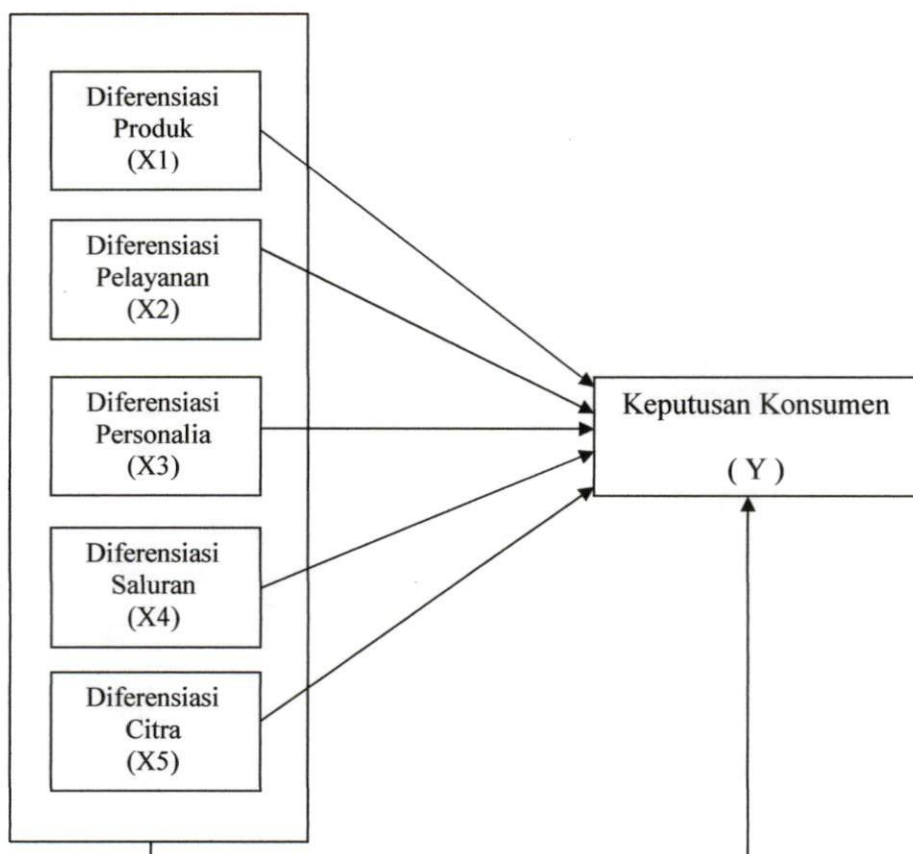 Diferensiasi
Produk
(X1)
Diferensiasi
Pelayanan
(X2)
Diferensiasi
Personalia
(X3)
Diferensiasi
Saluran
(X4)
Diferensiasi
Citra
(X5)
Keputusan Konsumen
( Y )